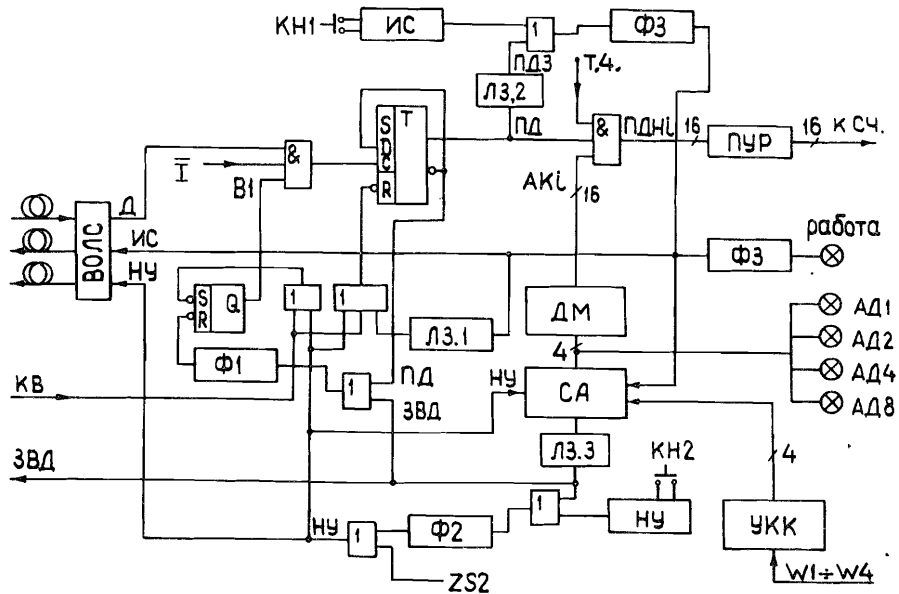 КН1
ИС
1
ФЗ
ПДЗ
Т.4.
ЛЗ,2
S Т
D
C
R
ПД
&
ПДНі
16
ПУР
16
К СЧ.
&
I
В1
АКі
16
Д
ИС
НУ
ВОЛС
работа
ФЗ
S
R
Q
1
1
ЛЗ.1
ДМ
АД1
АД2
АД4
АД8
4
Ф1
1
ПД
ЗВД
НУ
СА
КВ
ЛЗ.3
КН2
4
ЗВД
НУ
1
Ф2
1
НУ
УКК
ZS2
W1÷W4